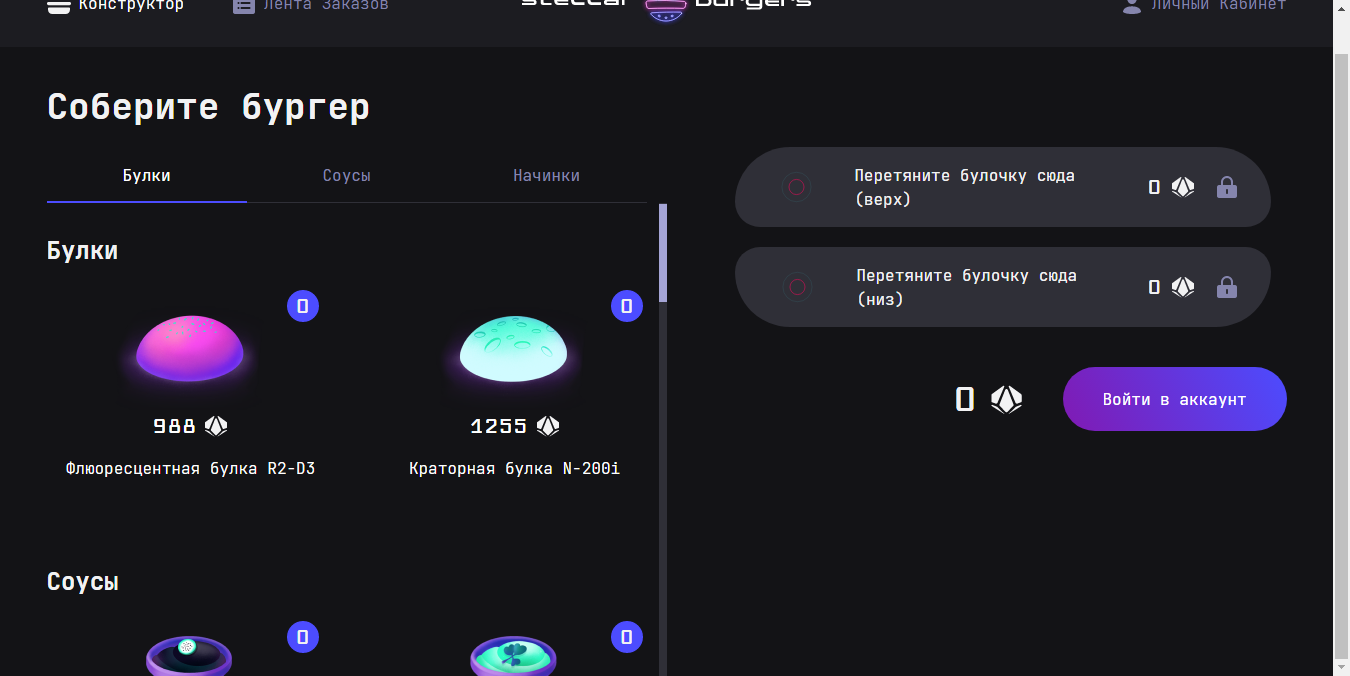 Конструктор
Лента Заказов
stellar burgers
Личный Кабинет
Соберите бургер
Булки
Соусы
Начинки
Булки
0
0
988
1255
Флюоресцентная булка R2-D3
Краторная булка N-200i
Соусы
0
0
Перетяните булочку сюда
(верх)
0
Перетяните булочку сюда
(низ)
0
0
Войти в аккаунт